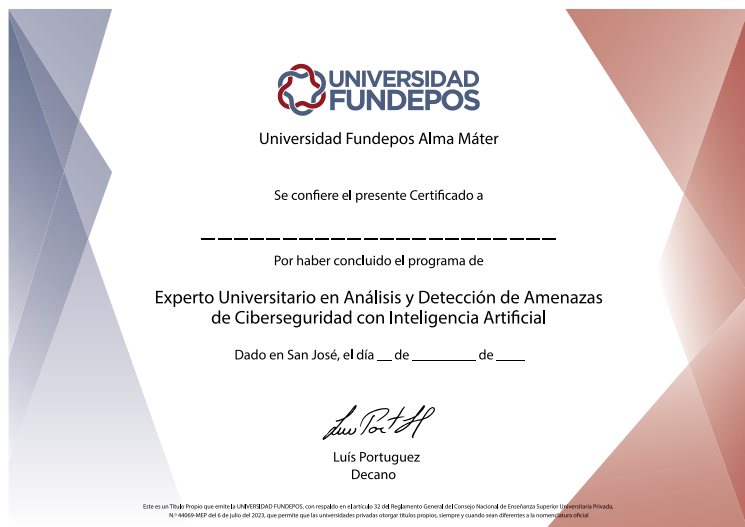 UNIVERSIDAD
FUNDEPOS
Universidad Fundepos Alma Máter
Se confiere el presente Certificado a
Por haber concluido el programa de
Experto Universitario en Análisis y Detección de Amenazas
de Ciberseguridad con Inteligencia Artificial
Dado en San José, el día __ de ________ de ____
Luís Portuguez
Decano
Este es un Título Propio que emite la UNIVERSIDAD FUNDEPOS, con respaldo en el artículo 32 del Reglamento General del Consejo Nacional de Enseñanza Superior Universitaria Privada,
N.º 44069-MEP del 6 de julio del 2023, que permite que las universidades privadas otorgar títulos propios, siempre y cuando sean diferentes a la nomenclatura oficial